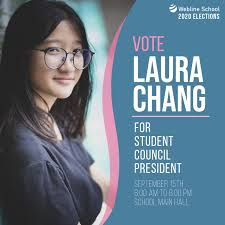 Webline School
2020 ELECTIONS
VOTE
LAURA
CHANG
FOR
STUDENT
COUNCIL
PRESIDENT
SEPTEMBER 15TH
8:00 AM TO 6:00 PM
SCHOOL MAIN HALL